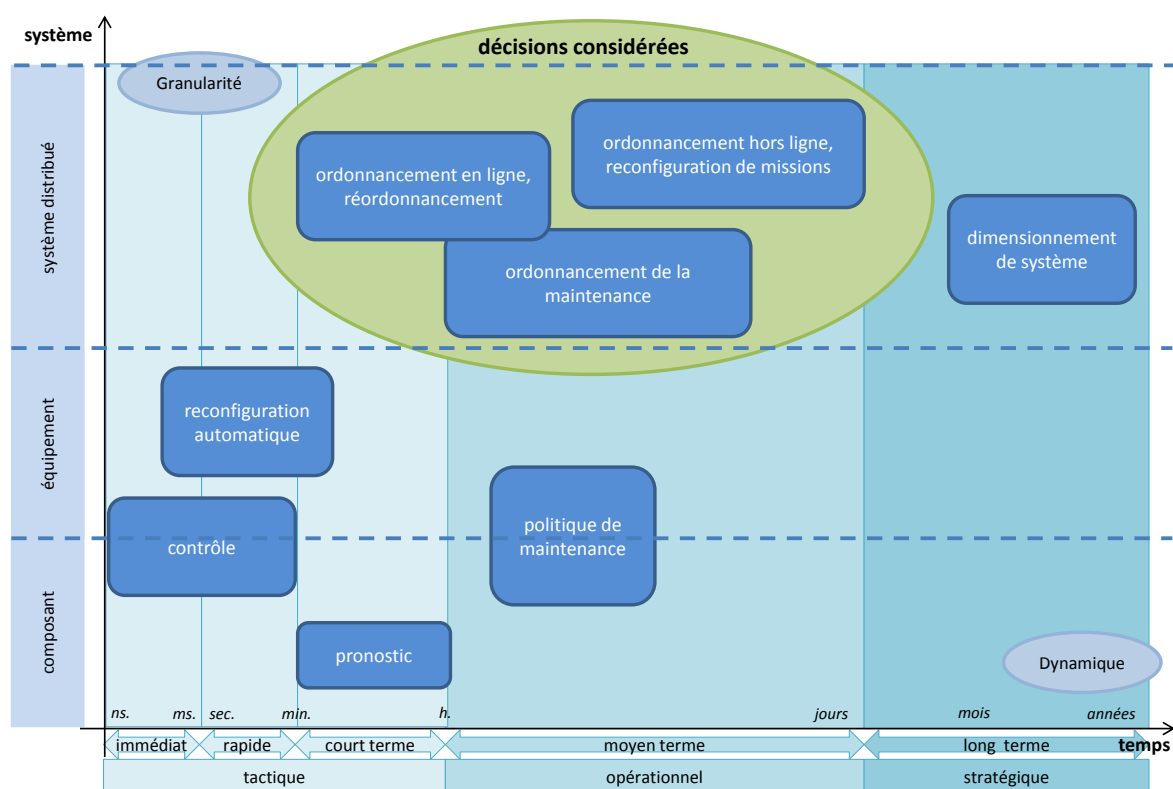 système
décisions considérées
Granularité
ordonnancement hors ligne,
reconfiguration de missions
ordonnancement en ligne,
réordonnancement
système distribué
dimensionnement
de système
ordonnancement de la
maintenance
reconfiguration
automatique
équipement
contrôle
politique de
maintenance
composant
pronostic
Dynamique
ns. ms. sec. min. h. jours mois années
immédiat rapide court terme moyen terme long terme temps
tactique opérationnel stratégique